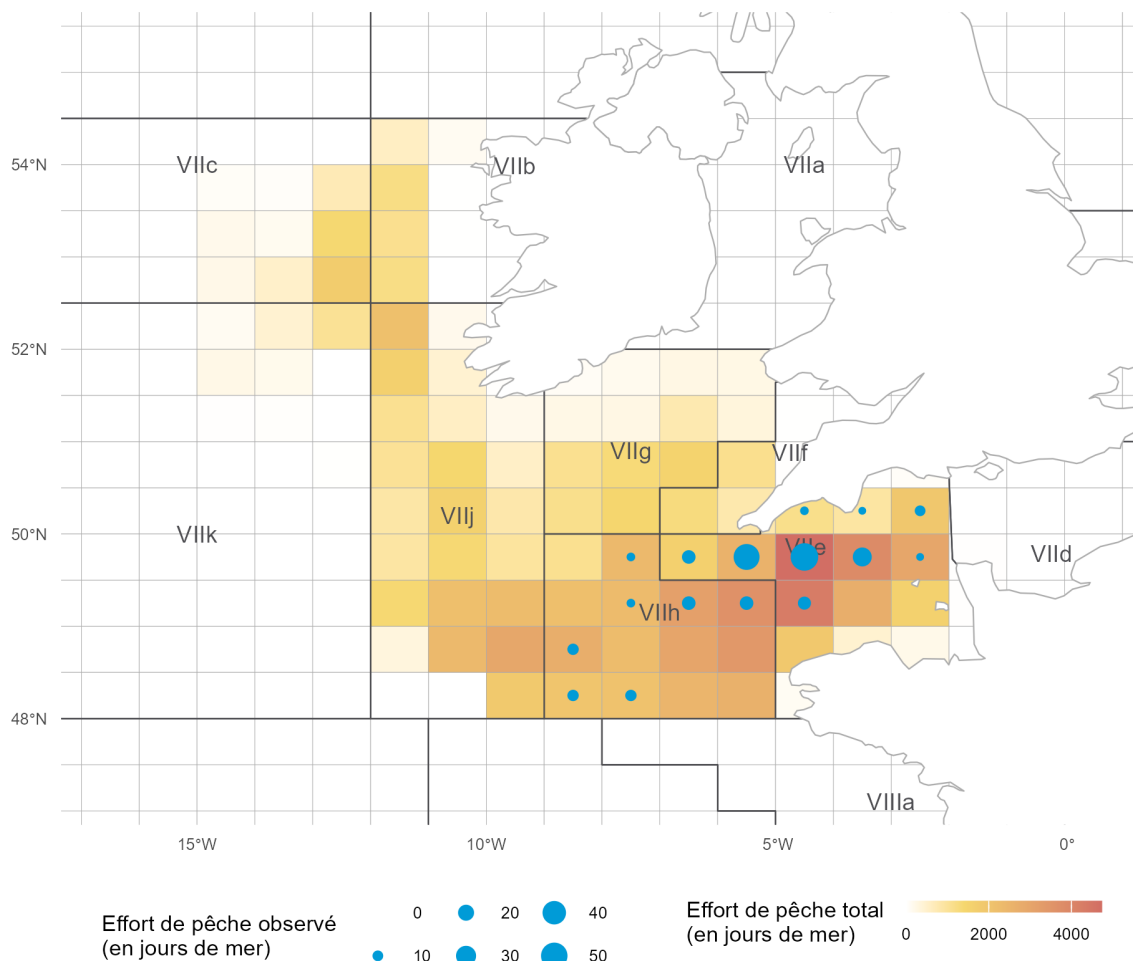 54°N
VIIc
VIIb
VIIa
52°N
VIIg
VIIf
VIIj
50°N
VIIk
VIIe
VIId
VIIh
48°N
VIIIa
15°W
10°W
5°W
0°
Effort de pêche observé
(en jours de mer)
0
20
40
10
30
50
Effort de pêche total
(en jours de mer)
0
2000
4000